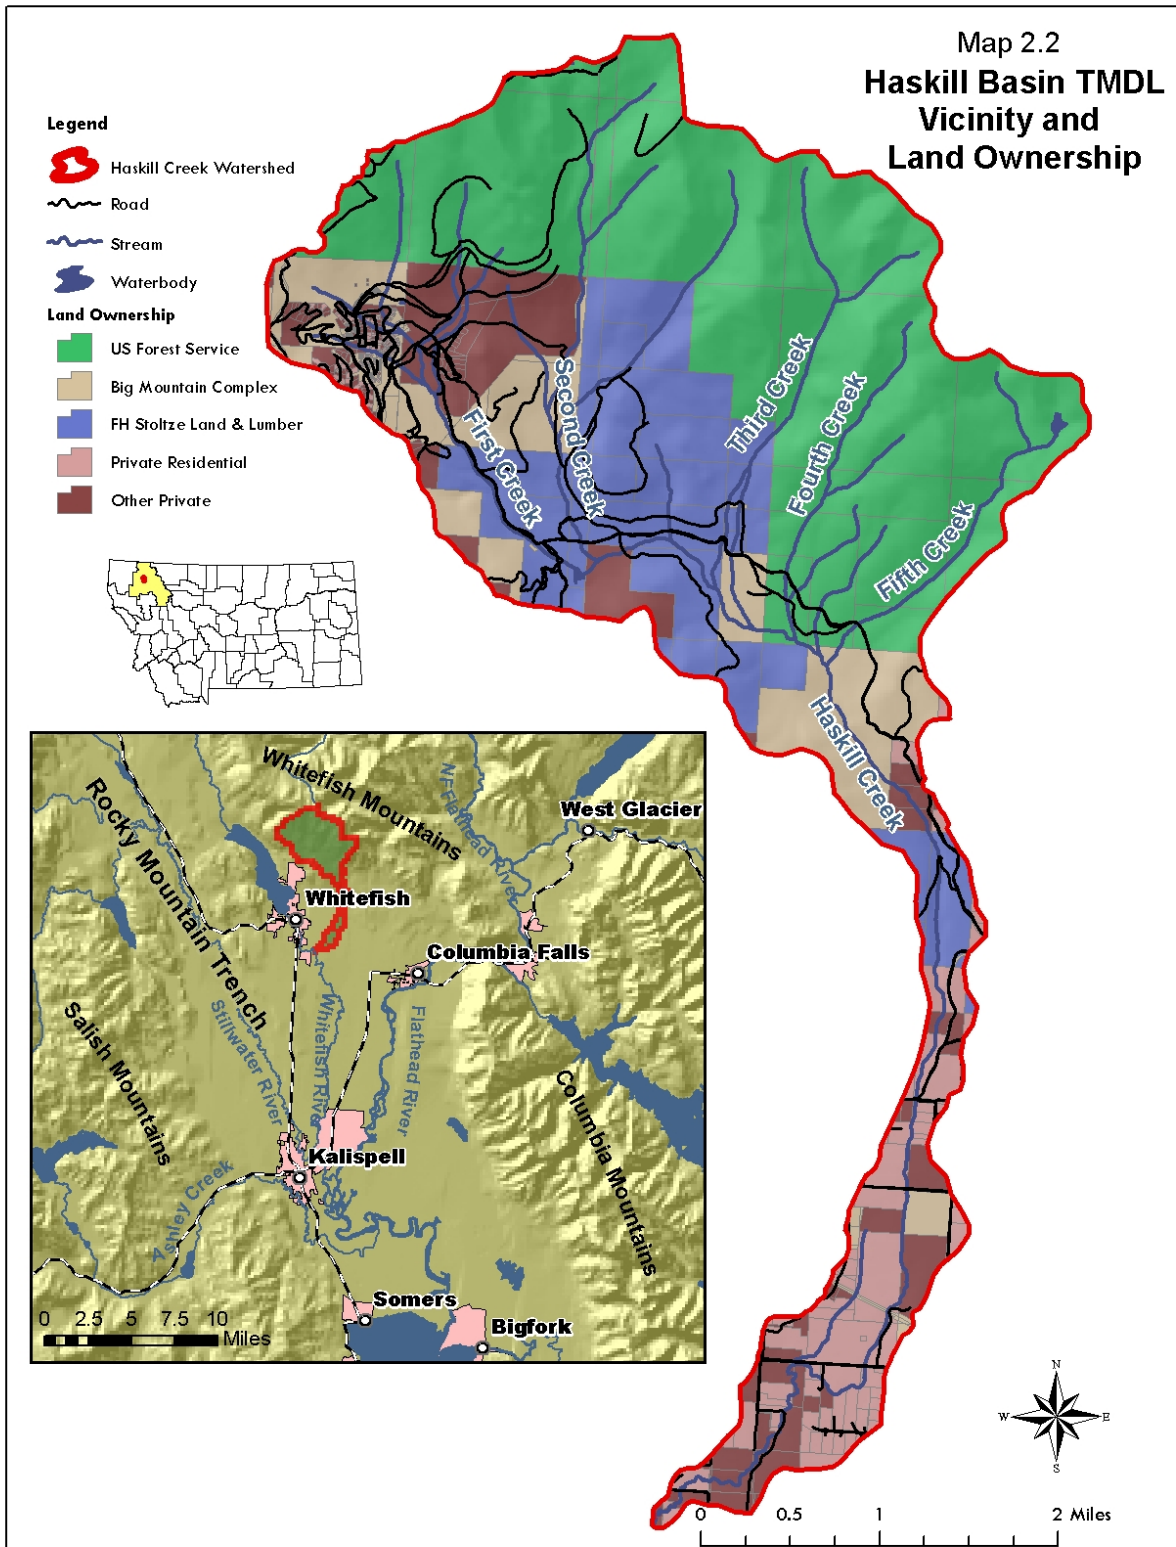 Map 2.2
Haskill Basin TMDL
Vicinity and
Land Ownership
Legend
Haskill Creek Watershed
Road
Stream
Waterbody
Land Ownership
US Forest Service
Big Mountain Complex
FH Stoltze Land & Lumber
Private Residential
Other Private
First Creek
Second Creek
Third Creek
Fourth Creek
Fifth Creek
Haskill Creek
Whitefish Mountains
NF Flathead River
West Glacier
Rocky Mountain Trench
Whitefish
Columbia Falls
Salish Mountains
Stillwater River
Whitefish River
Flathead River
Columbia Mountains
Kalispell
Ashley Creek
Somers
Bigfork
0 2.5 5 7.5 10
Miles
N
W E
S
0 0.5 1 2 Miles